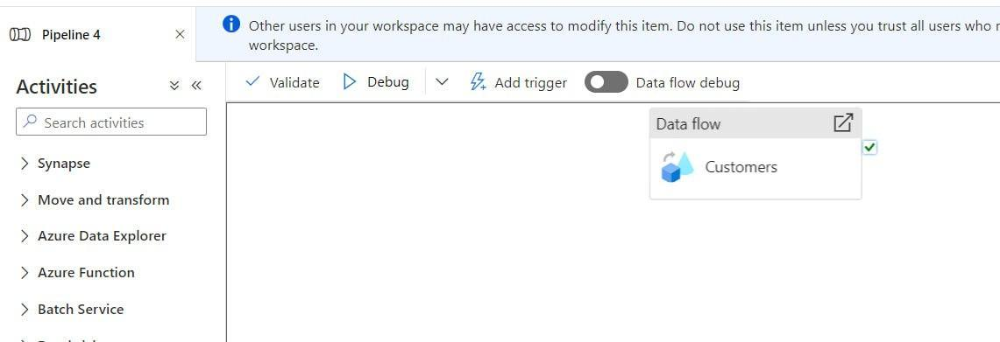 Pipeline 4
Other users in your workspace may have access to modify this item. Do not use this item unless you trust all users who
workspace.
Activities
Validate
Debug
Add trigger
Data flow debug
Search activities
Data flow
Customers
Synapse
Move and transform
Azure Data Explorer
Azure Function
Batch Service